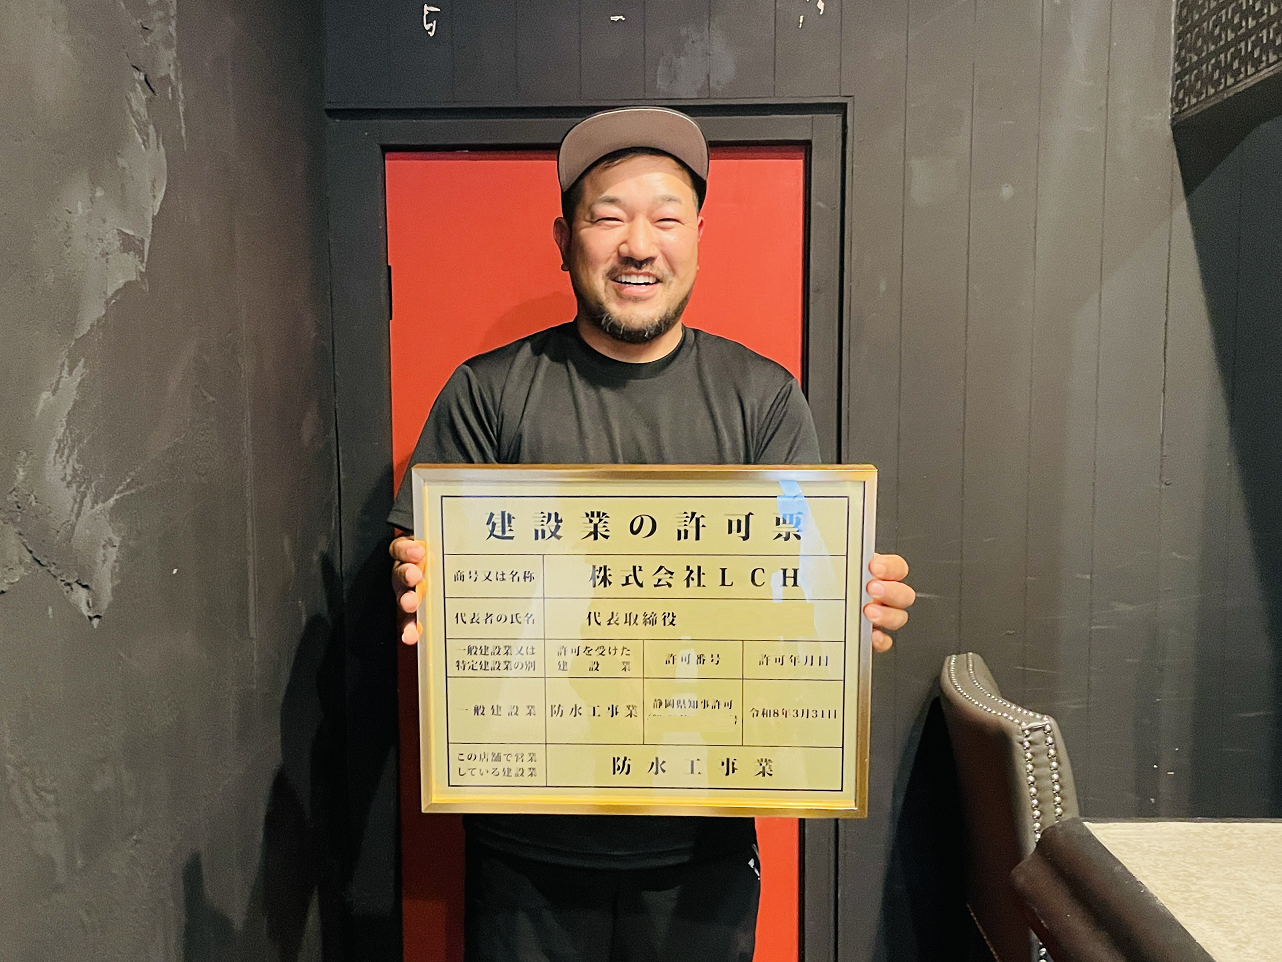 建設業の許可票
商号又は名称 株式会社LCH
代表者の氏名 代表取締役
一般建設業又は
特定建設業の別
許可を受けた
建設業
許可番号
許可年月日
一般建設業
防水工事業
静岡県知事許可
号
令和8年3月31日
この店舗で営業
している建設業
防水工事業